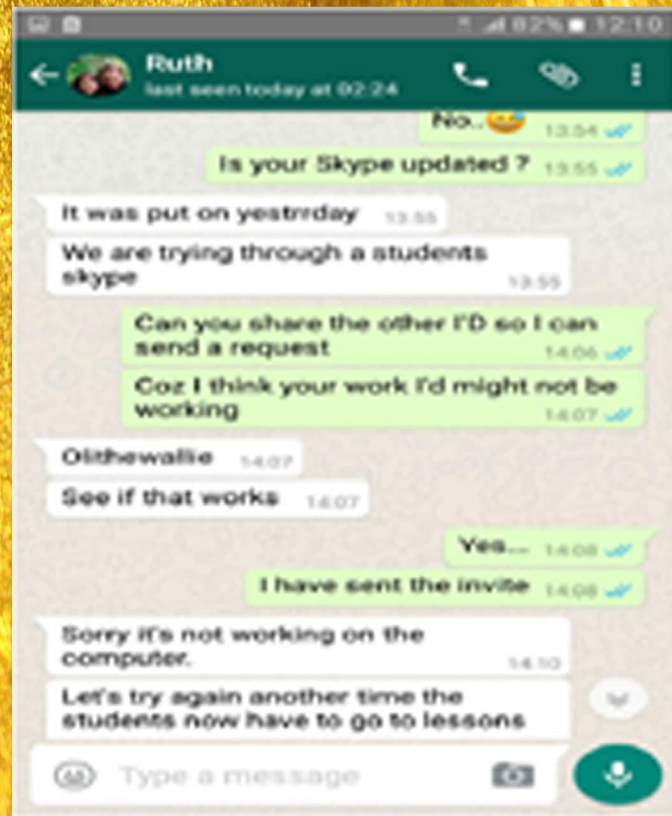 82% 12:10
Ruth
last seen today at 02:24
No.. 😅 13:54
Is your Skype updated ? 13:55
It was put on yestrrday 13:55
We are trying through a students
skype 13:55
Can you share the other I'D so I can
send a request 14:06
Coz I think your work I'd might not be
working 14:07
Olithewallie 14:07
See if that works 14:07
Yes... 14:08
I have sent the invite 14:08
Sorry it's not working on the
computer. 14:10
Let's try again another time the
students now have to go to lessons
Type a message